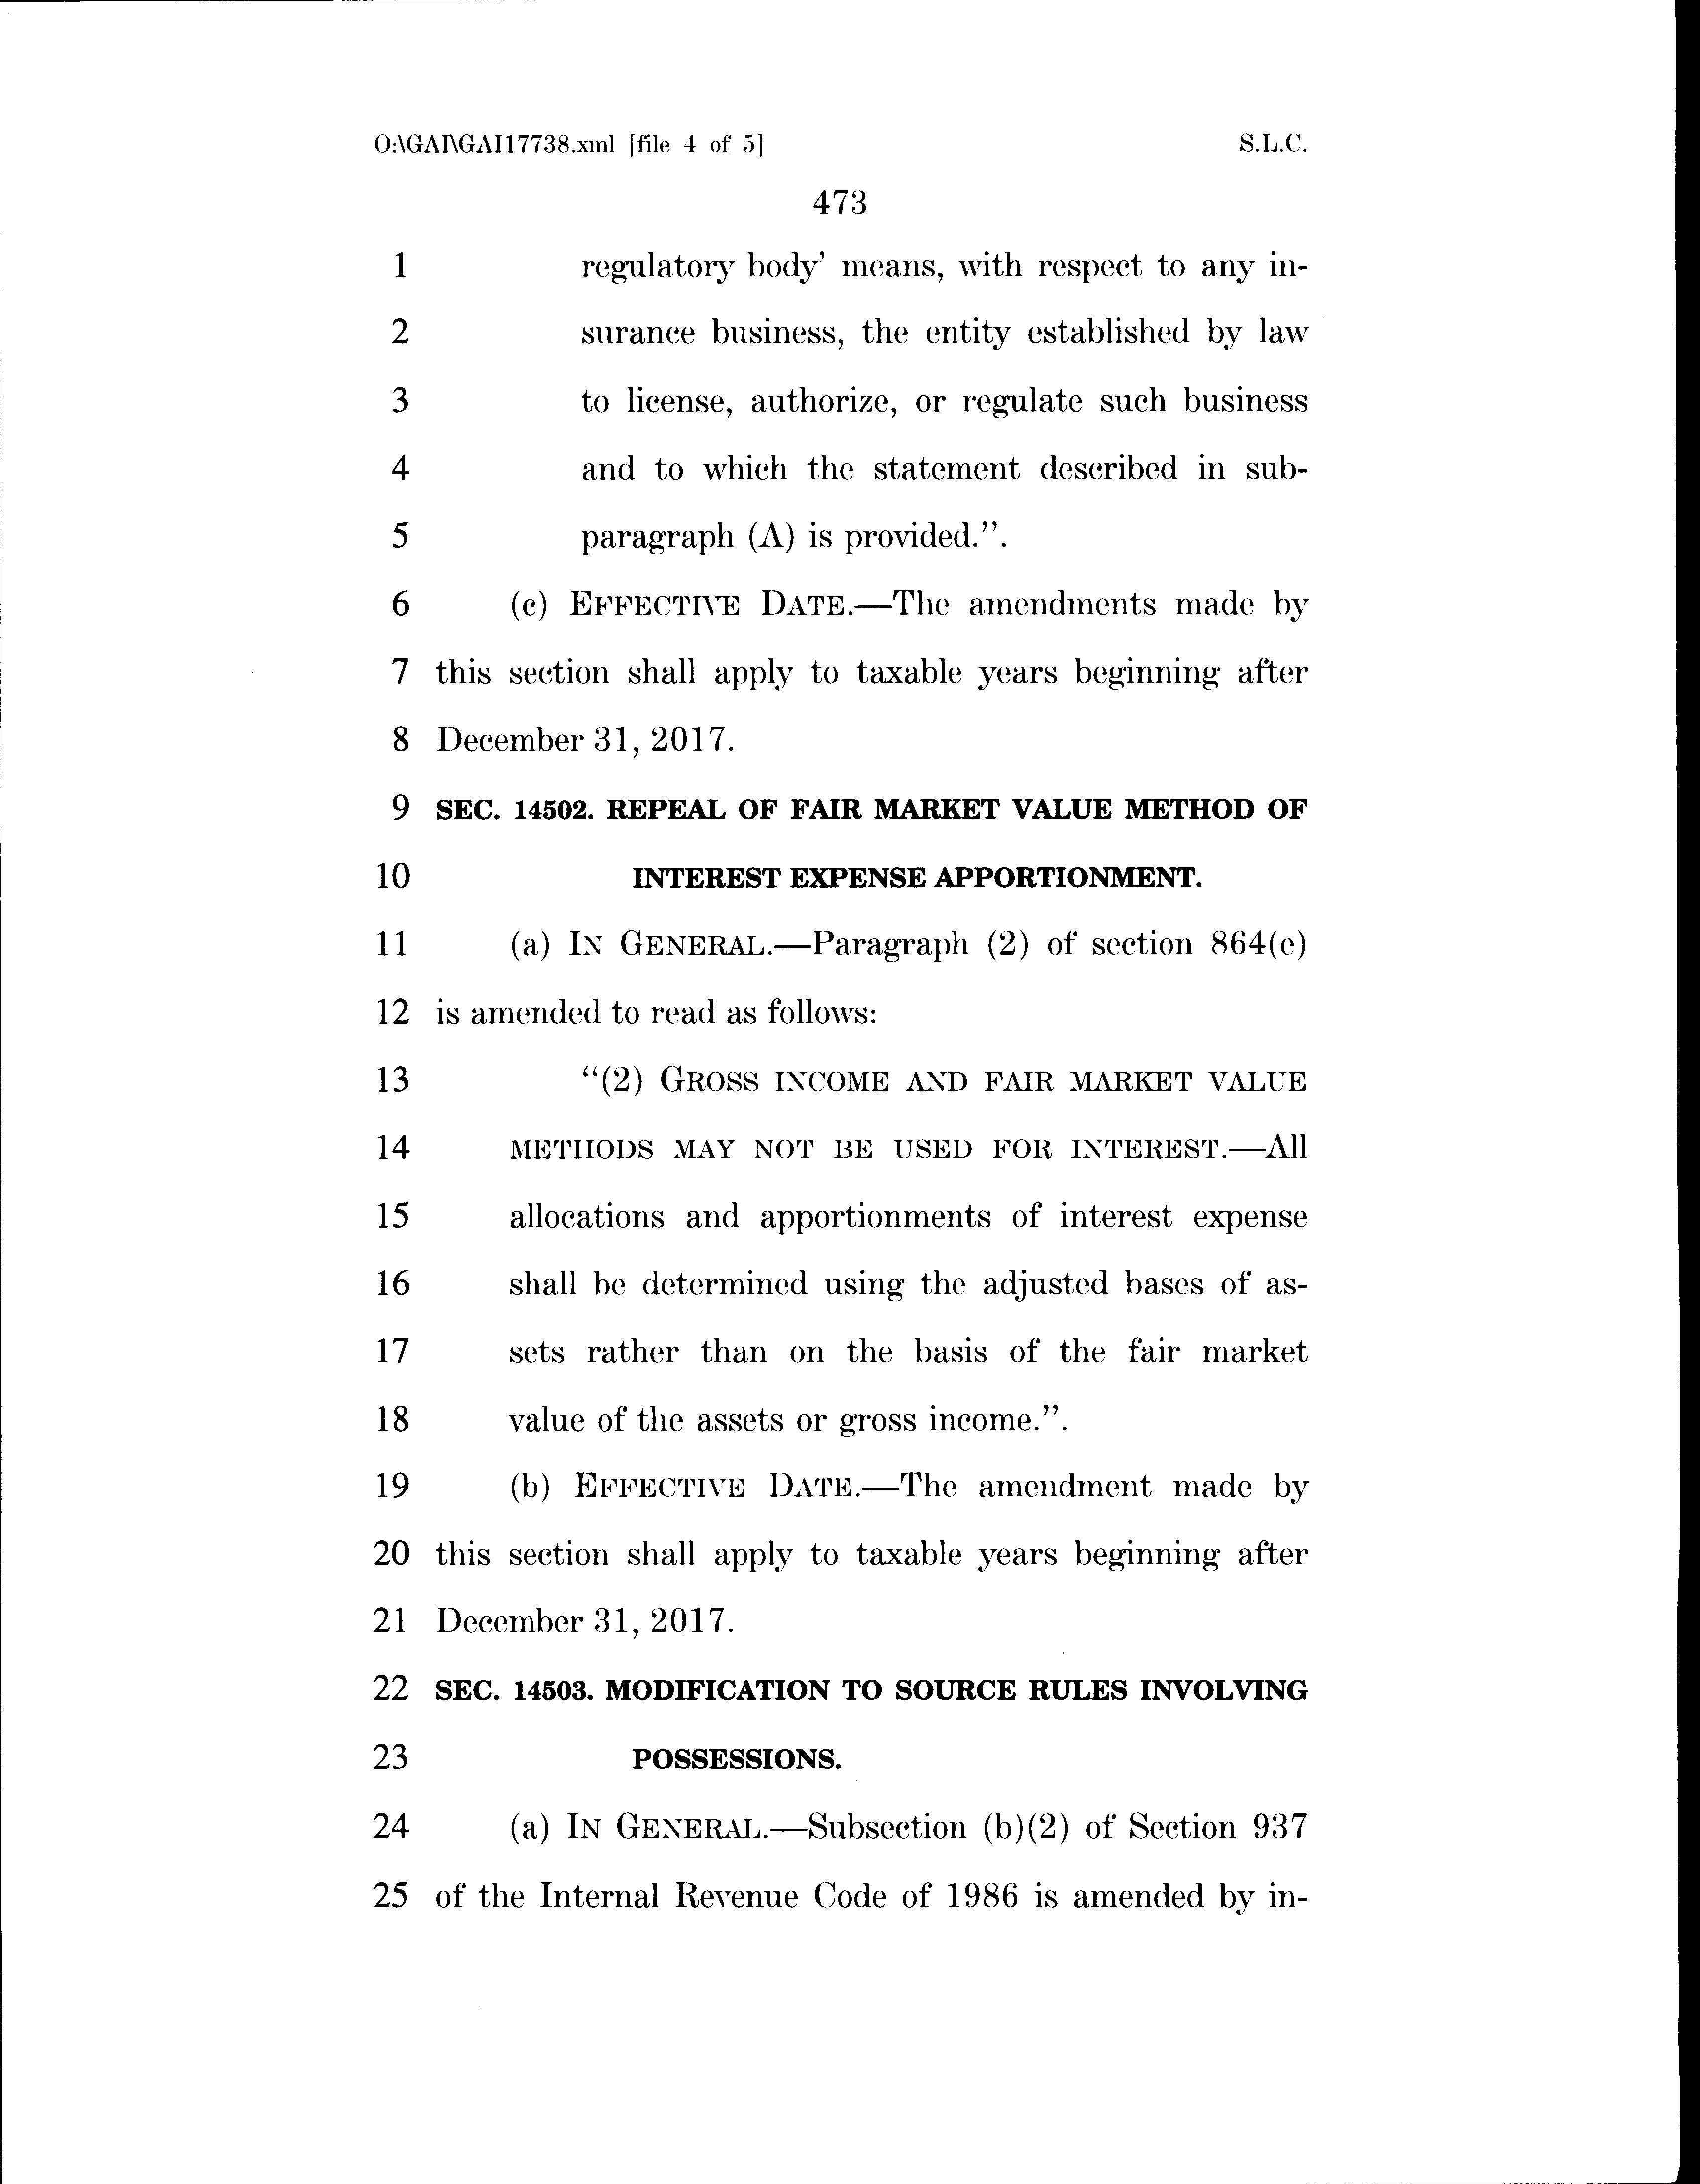 O:\GAI\GAI17738.xml [file 4 of 5] S.L.C.
473
1 regulatory body’ means, with respect to any in-
2 surance business, the entity established by law
3 to license, authorize, or regulate such business
4 and to which the statement described in sub-
5 paragraph (A) is provided.”.
6 (c) EFFECTIVE DATE.—The amendments made by
7 this section shall apply to taxable years beginning after
8 December 31, 2017.
9 SEC. 14502. REPEAL OF FAIR MARKET VALUE METHOD OF
10 INTEREST EXPENSE APPORTIONMENT.
11 (a) IN GENERAL.—Paragraph (2) of section 864(e)
12 is amended to read as follows:
13 “(2) GROSS INCOME AND FAIR MARKET VALUE
14 METHODS MAY NOT BE USED FOR INTEREST.—All
15 allocations and apportionments of interest expense
16 shall be determined using the adjusted bases of as-
17 sets rather than on the basis of the fair market
18 value of the assets or gross income.”.
19 (b) EFFECTIVE DATE.—The amendment made by
20 this section shall apply to taxable years beginning after
21 December 31, 2017.
22 SEC. 14503. MODIFICATION TO SOURCE RULES INVOLVING
23 POSSESSIONS.
24 (a) IN GENERAL.—Subsection (b)(2) of Section 937
25 of the Internal Revenue Code of 1986 is amended by in-